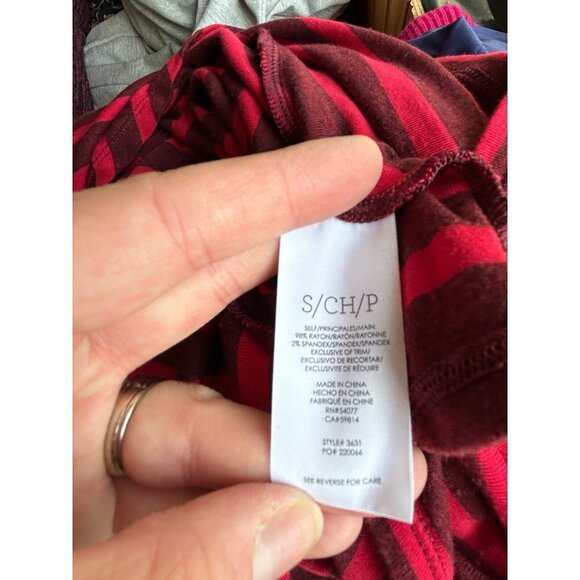 S/CH/P
SELF/PRINCIPALES/MAIN:
98% RAYON/RAYÓN/RAYONNE
2% SPANDEX/SPANDEX/SPANDEX
EXCLUSIVE OF TRIM/
EXCLUSIVO DE RECORTAR/
EXCLUSIVITE DE RÉDUIRE
MADE IN CHINA
HECHO EN CHINA
FABRIQUÉ EN CHINE
RN#54077
CA#59814
STYLE# 3631
PO# 220066
SEE REVERSE FOR CARE